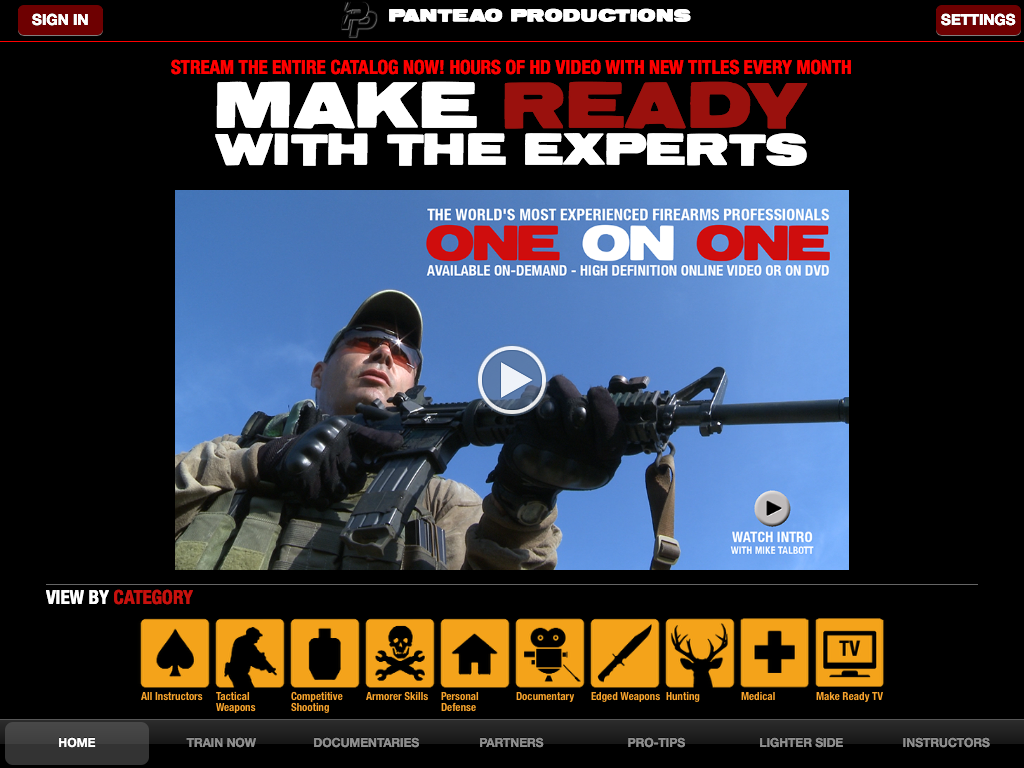 SIGN IN
PANTEAO PRODUCTIONS
SETTINGS
STREAM THE ENTIRE CATALOG NOW! HOURS OF HD VIDEO WITH NEW TITLES EVERY MONTH
MAKE READY
WITH THE EXPERTS
THE WORLD'S MOST EXPERIENCED FIREARMS PROFESSIONALS
ONE ON ONE
AVAILABLE ON-DEMAND - HIGH DEFINITION ONLINE VIDEO OR ON DVD
WATCH INTRO
WITH MIKE TALBOTT
VIEW BY CATEGORY
TV
All Instructors
Tactical
Weapons
Competitive
Shooting
Armorer Skills
Personal
Defense
Documentary
Edged Weapons
Hunting
Medical
Make Ready TV
HOME
TRAIN NOW
DOCUMENTARIES
PARTNERS
PRO-TIPS
LIGHTER SIDE
INSTRUCTORS